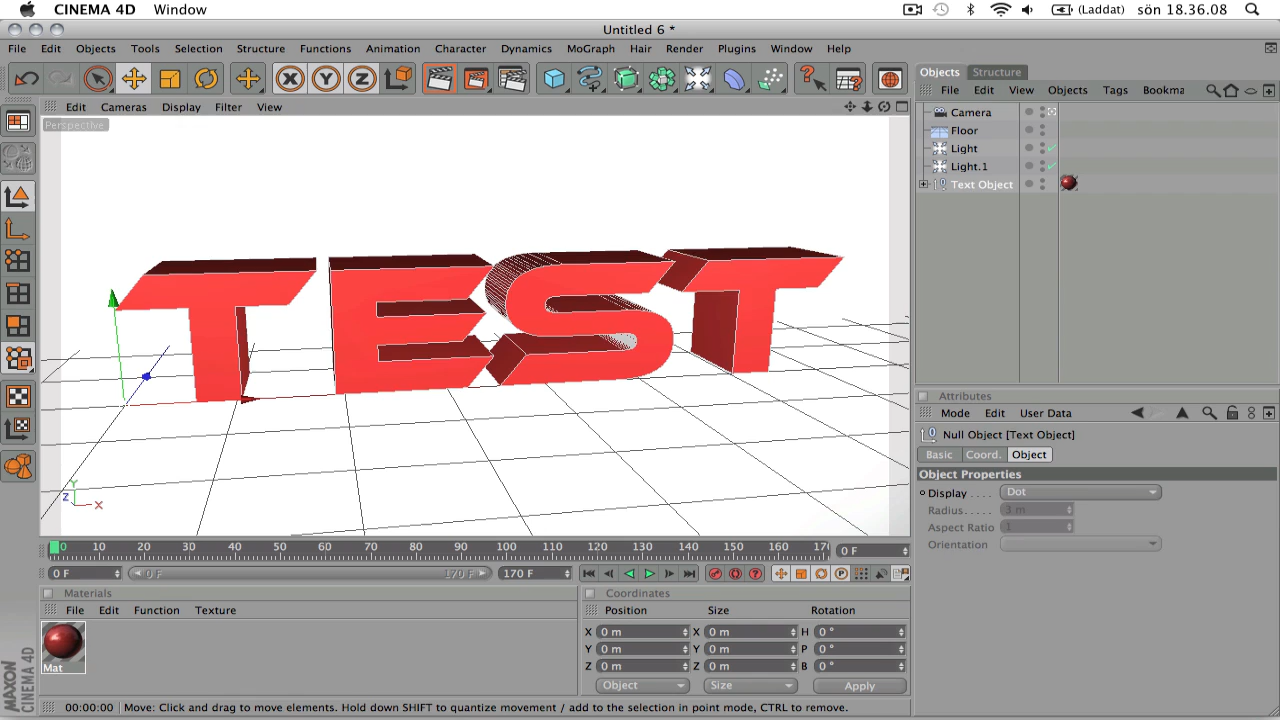 CINEMA 4D Window (Laddat) sön 18.36.08
Untitled 6 *
File Edit Objects Tools Selection Structure Functions Animation Character Dynamics MoGraph Hair Render Plugins Window Help
Objects Structure
File Edit View Objects Tags Bookma
Edit Cameras Display Filter View
Perspective
Camera
Floor
Light
Light.1
Text Object
TEST
Y
Z X
Attributes
Mode Edit User Data
Null Object [Text Object]
Basic Coord. Object
Object Properties
Display Dot
Radius 3 m
Aspect Ratio 1
Orientation
0 10 20 30 40 50 60 70 80 90 100 110 120 130 140 150 160 17 0 F
0 F 0 F 170 F 170 F
Materials
File Edit Function Texture
Mat
Coordinates
Position Size Rotation
X 0 m X 0 m H 0 °
Y 0 m Y 0 m P 0 °
Z 0 m Z 0 m B 0 °
Object Size Apply
MAXON
CINEMA 4D
00:00:00 Move: Click and drag to move elements. Hold down SHIFT to quantize movement / add to the selection in point mode, CTRL to remove.